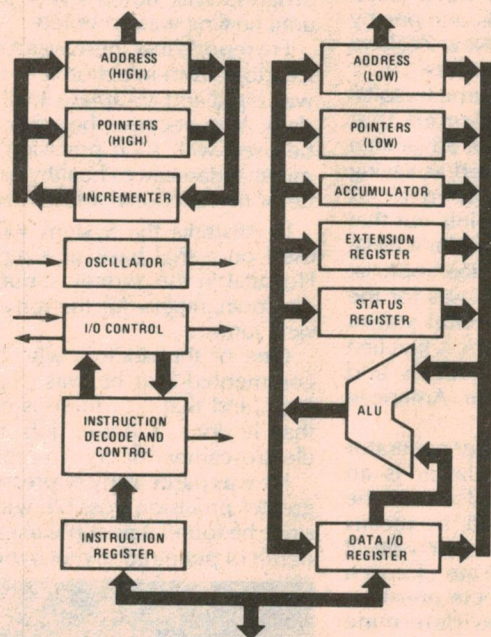 ADDRESS
(HIGH)
POINTERS
(HIGH)
INCREMENTER
OSCILLATOR
I/O CONTROL
INSTRUCTION
DECODE AND
CONTROL
INSTRUCTION
REGISTER
ADDRESS
(LOW)
POINTERS
(LOW)
ACCUMULATOR
EXTENSION
REGISTER
STATUS
REGISTER
ALU
DATA I/O
REGISTER